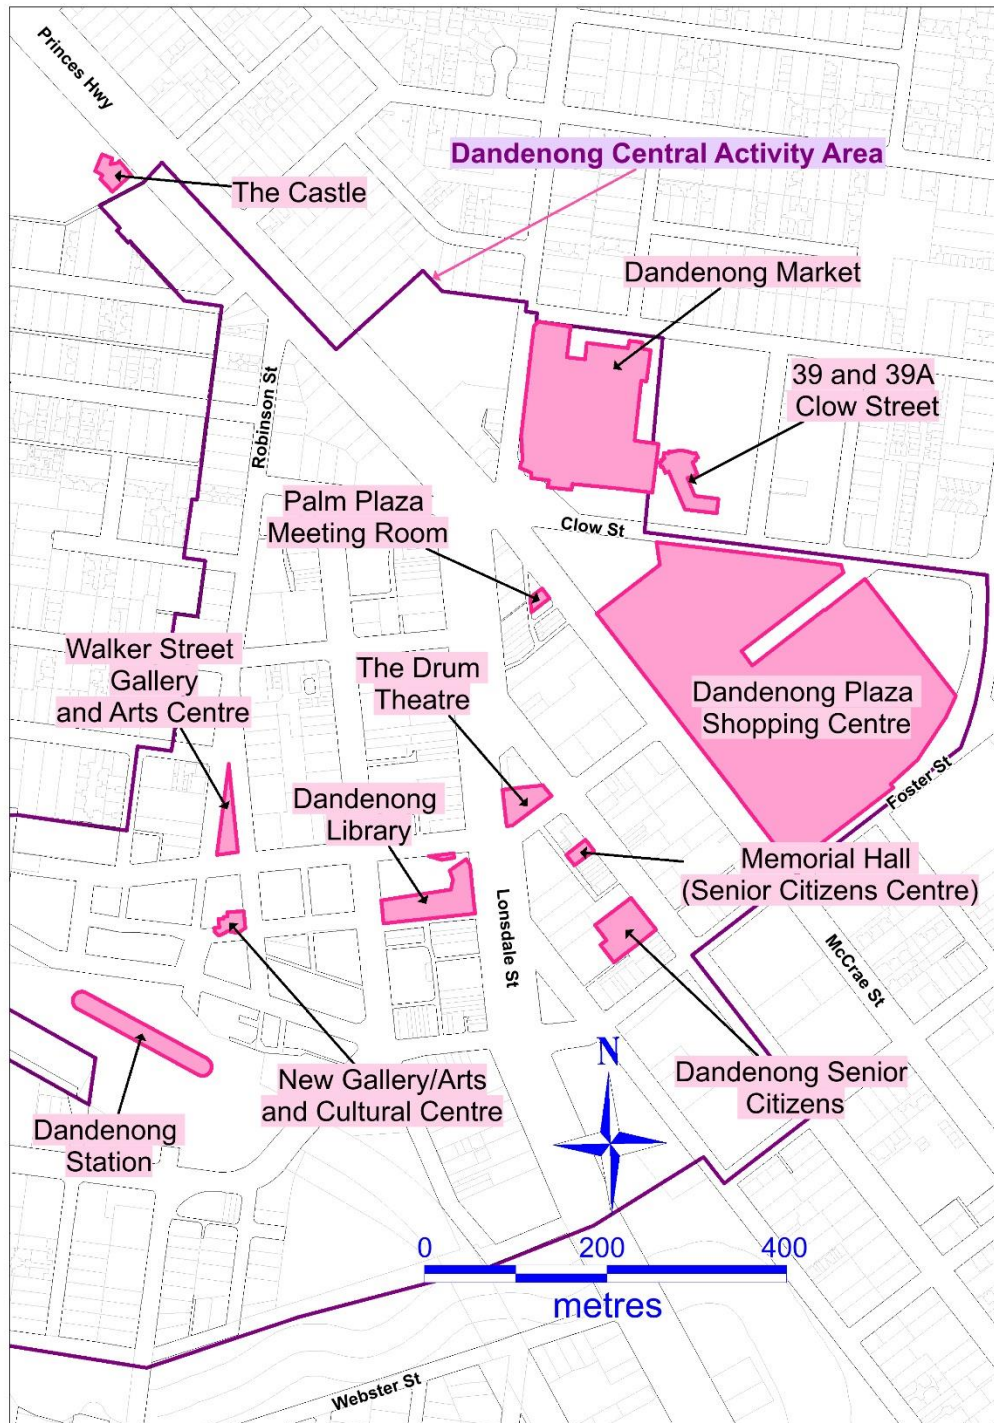 Princes Hwy
Dandenong Central Activity Area
The Castle
Dandenong Market
39 and 39A
Clow Street
Robinson St
Palm Plaza
Meeting Room
Clow St
Walker Street
Gallery
and Arts Centre
The Drum
Theatre
Dandenong Plaza
Shopping Centre
Foster St
Dandenong
Library
Memorial Hall
(Senior Citizens Centre)
Lonsdale St
McCrae St
N
New Gallery/Arts
and Cultural Centre
Dandenong Senior
Citizens
Dandenong
Station
0 200 400
metres
Webster St